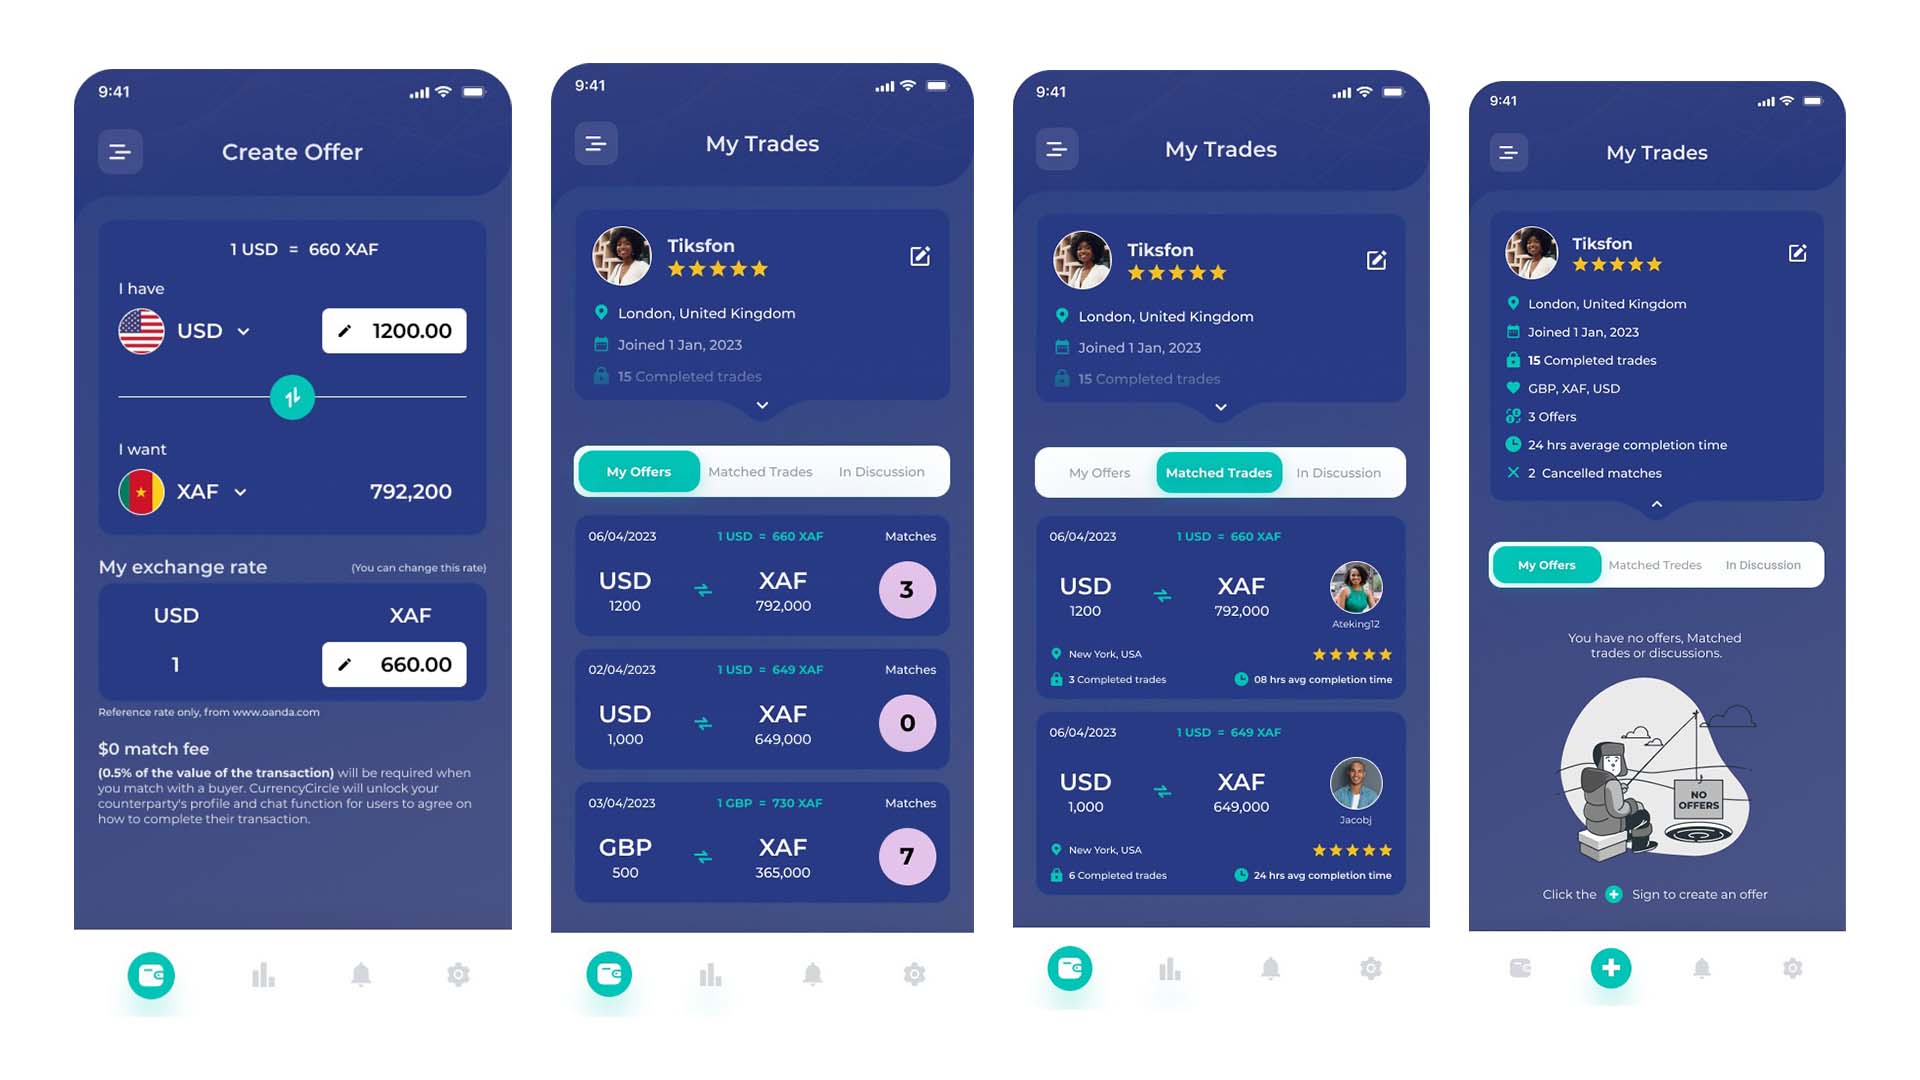 9:41
Create Offer
1 USD = 660 XAF
I have
USD 1200.00
I want
XAF 792,200
My exchange rate (You can change this rate)
USD XAF
1 660.00
Reference rate only, from www.oanda.com
$0 match fee
(0.5% of the value of the transaction) will be required when
you match with a buyer. CurrencyCircle will unlock your
counterparty's profile and chat function for users to agree on
how to complete their transaction.
9:41
My Trades
Tiksfon
London, United Kingdom
Joined 1 Jan, 2023
15 Completed trades
My Offers Matched Trades In Discussion
06/04/2023 1 USD = 660 XAF Matches
USD XAF 3
1200 792,000
02/04/2023 1 USD = 649 XAF Matches
USD XAF 0
1,000 649,000
03/04/2023 1 GBP = 730 XAF Matches
GBP XAF 7
500 365,000
9:41
My Trades
Tiksfon
London, United Kingdom
Joined 1 Jan, 2023
15 Completed trades
My Offers Matched Trades In Discussion
06/04/2023 1 USD = 660 XAF
USD XAF
1200 792,000
Ateking12
New York, USA
3 Completed trades 08 hrs avg completion time
06/04/2023 1 USD = 649 XAF
USD XAF
1,000 649,000
Jacobj
New York, USA
6 Completed trades 24 hrs avg completion time
9:41
My Trades
Tiksfon
London, United Kingdom
Joined 1 Jan, 2023
15 Completed trades
GBP, XAF, USD
3 Offers
24 hrs average completion time
2 Cancelled matches
My Offers Matched Tredes In Discussion
You have no offers, Matched
trades or discussions.
NO
OFFERS
Click the + Sign to create an offer